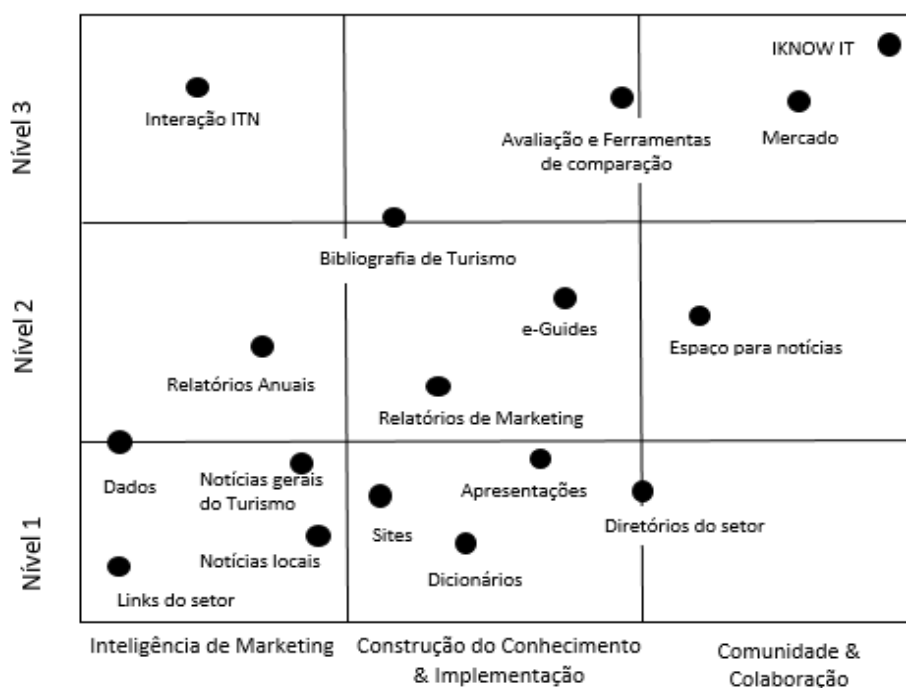 Nível 3
IKNOW IT
Interação ITN
Avaliação e Ferramentas
de comparação
Mercado
Nível 2
Bibliografia de Turismo
e-Guides
Espaço para notícias
Relatórios Anuais
Relatórios de Marketing
Nível 1
Dados
Notícias gerais
do Turismo
Apresentações
Sites
Diretórios do setor
Notícias locais
Dicionários
Links do setor
Inteligência de Marketing
Construção do Conhecimento
& Implementação
Comunidade &
Colaboração